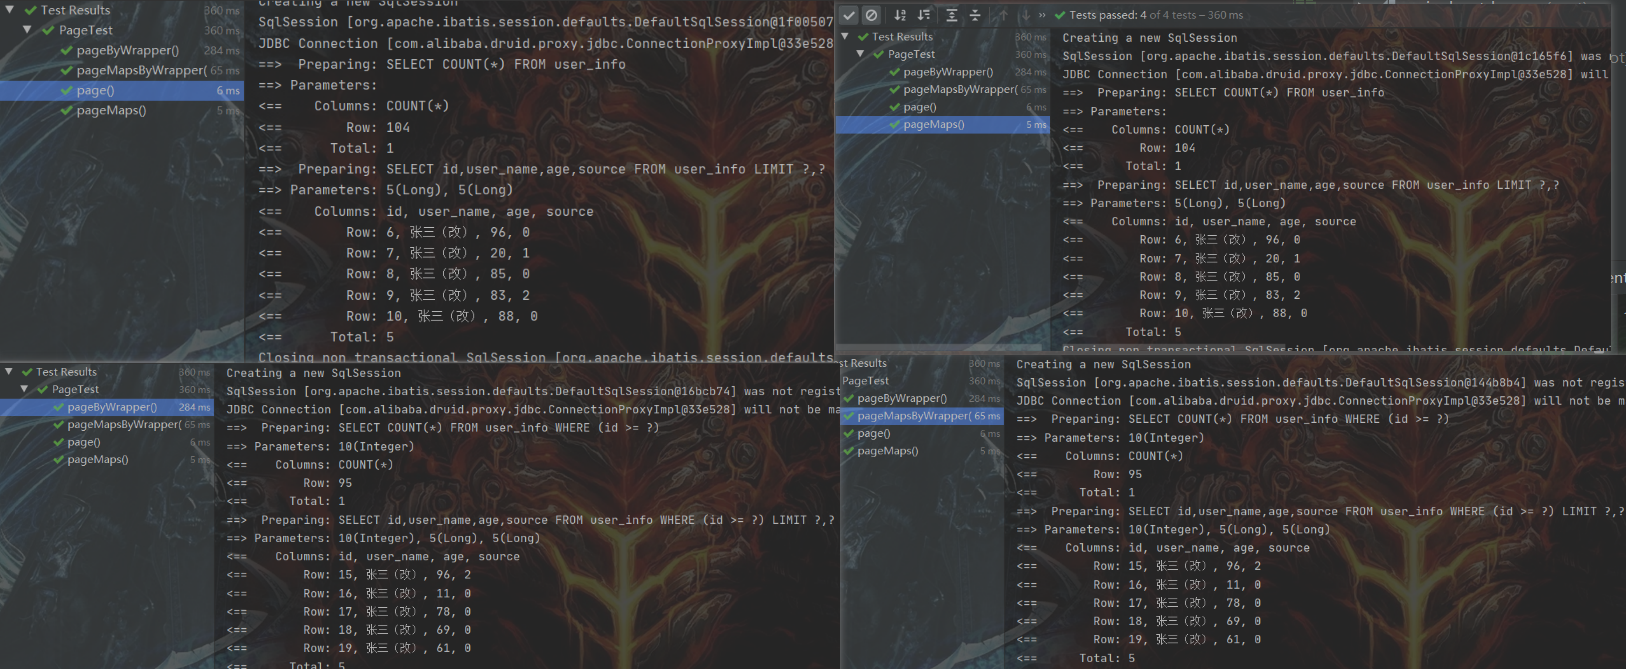 Test Results 360 ms
PageTest 360 ms
pageByWrapper() 284 ms
pageMapsByWrapper( 65 ms
page() 6 ms
pageMaps() 5 ms
Creating a new SqlSession
SqlSession [org.apache.ibatis.session.defaults.DefaultSqlSession@1f00507
JDBC Connection [com.alibaba.druid.proxy.jdbc.ConnectionProxyImpl@33e528
==>  Preparing: SELECT COUNT(*) FROM user_info
==> Parameters:
<==    Columns: COUNT(*)
<==        Row: 104
<==      Total: 1
==>  Preparing: SELECT id,user_name,age,source FROM user_info LIMIT ?,?
==> Parameters: 5(Long), 5(Long)
<==    Columns: id, user_name, age, source
<==        Row: 6, 张三（改）, 96, 0
<==        Row: 7, 张三（改）, 20, 1
<==        Row: 8, 张三（改）, 85, 0
<==        Row: 9, 张三（改）, 83, 2
<==        Row: 10, 张三（改）, 88, 0
<==      Total: 5
Closing non transactional SqlSession [org.apache.ibatis.session.defaults.
Tests passed: 4 of 4 tests – 360 ms
Test Results 360 ms
PageTest 360 ms
pageByWrapper() 284 ms
pageMapsByWrapper( 65 ms
page() 6 ms
pageMaps() 5 ms
Creating a new SqlSession
SqlSession [org.apache.ibatis.session.defaults.DefaultSqlSession@1c165f6] was
JDBC Connection [com.alibaba.druid.proxy.jdbc.ConnectionProxyImpl@33e528] will
==>  Preparing: SELECT COUNT(*) FROM user_info
==> Parameters:
<==    Columns: COUNT(*)
<==        Row: 104
<==      Total: 1
==>  Preparing: SELECT id,user_name,age,source FROM user_info LIMIT ?,?
==> Parameters: 5(Long), 5(Long)
<==    Columns: id, user_name, age, source
<==        Row: 6, 张三（改）, 96, 0
<==        Row: 7, 张三（改）, 20, 1
<==        Row: 8, 张三（改）, 85, 0
<==        Row: 9, 张三（改）, 83, 2
<==        Row: 10, 张三（改）, 88, 0
<==      Total: 5
Closing non transactional SqlSession [org.apache.ibatis.session.defaults.Defau
Test Results 360 ms
PageTest 360 ms
pageByWrapper() 284 ms
pageMapsByWrapper( 65 ms
page() 6 ms
pageMaps() 5 ms
Creating a new SqlSession
SqlSession [org.apache.ibatis.session.defaults.DefaultSqlSession@16bcb74] was not regist
JDBC Connection [com.alibaba.druid.proxy.jdbc.ConnectionProxyImpl@33e528] will not be ma
==>  Preparing: SELECT COUNT(*) FROM user_info WHERE (id >= ?)
==> Parameters: 10(Integer)
<==    Columns: COUNT(*)
<==        Row: 95
<==      Total: 1
==>  Preparing: SELECT id,user_name,age,source FROM user_info WHERE (id >= ?) LIMIT ?,?
==> Parameters: 10(Integer), 5(Long), 5(Long)
<==    Columns: id, user_name, age, source
<==        Row: 15, 张三（改）, 96, 2
<==        Row: 16, 张三（改）, 11, 0
<==        Row: 17, 张三（改）, 78, 0
<==        Row: 18, 张三（改）, 69, 0
<==        Row: 19, 张三（改）, 61, 0
<==      Total: 5
st Results 360 ms
PageTest 360 ms
pageByWrapper() 284 ms
pageMapsByWrapper( 65 ms
page() 6 ms
pageMaps() 5 ms
Creating a new SqlSession
SqlSession [org.apache.ibatis.session.defaults.DefaultSqlSession@144b8b4] was not regis
JDBC Connection [com.alibaba.druid.proxy.jdbc.ConnectionProxyImpl@33e528] will not be m
==>  Preparing: SELECT COUNT(*) FROM user_info WHERE (id >= ?)
==> Parameters: 10(Integer)
<==    Columns: COUNT(*)
<==        Row: 95
<==      Total: 1
==>  Preparing: SELECT id,user_name,age,source FROM user_info WHERE (id >= ?) LIMIT ?,?
==> Parameters: 10(Integer), 5(Long), 5(Long)
<==    Columns: id, user_name, age, source
<==        Row: 15, 张三（改）, 96, 2
<==        Row: 16, 张三（改）, 11, 0
<==        Row: 17, 张三（改）, 78, 0
<==        Row: 18, 张三（改）, 69, 0
<==        Row: 19, 张三（改）, 61, 0
<==      Total: 5